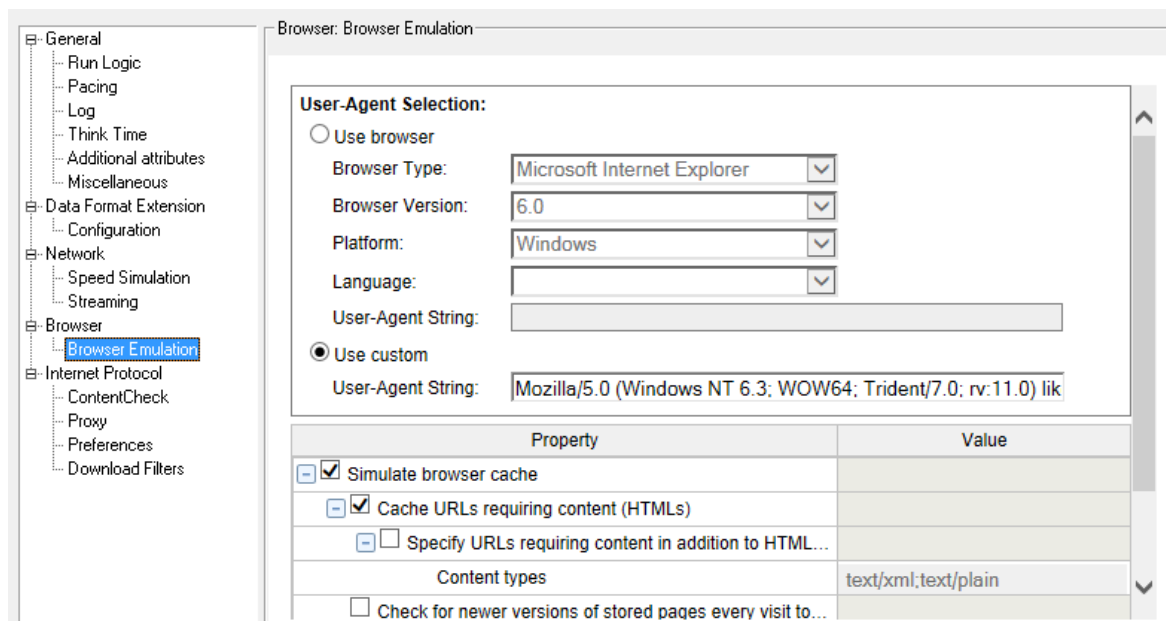 General
Run Logic
Pacing
Log
Think Time
Additional attributes
Miscellaneous
Data Format Extension
Configuration
Network
Speed Simulation
Streaming
Browser
Browser Emulation
Internet Protocol
ContentCheck
Proxy
Preferences
Download Filters
Browser: Browser Emulation
User-Agent Selection:
Use browser
Browser Type: Microsoft Internet Explorer
Browser Version: 6.0
Platform: Windows
Language:
User-Agent String:
Use custom
User-Agent String: Mozilla/5.0 (Windows NT 6.3; WOW64; Trident/7.0; rv:11.0) lik
Property Value
Simulate browser cache
Cache URLs requiring content (HTMLs)
Specify URLs requiring content in addition to HTML...
Content types text/xml;text/plain
Check for newer versions of stored pages every visit to...